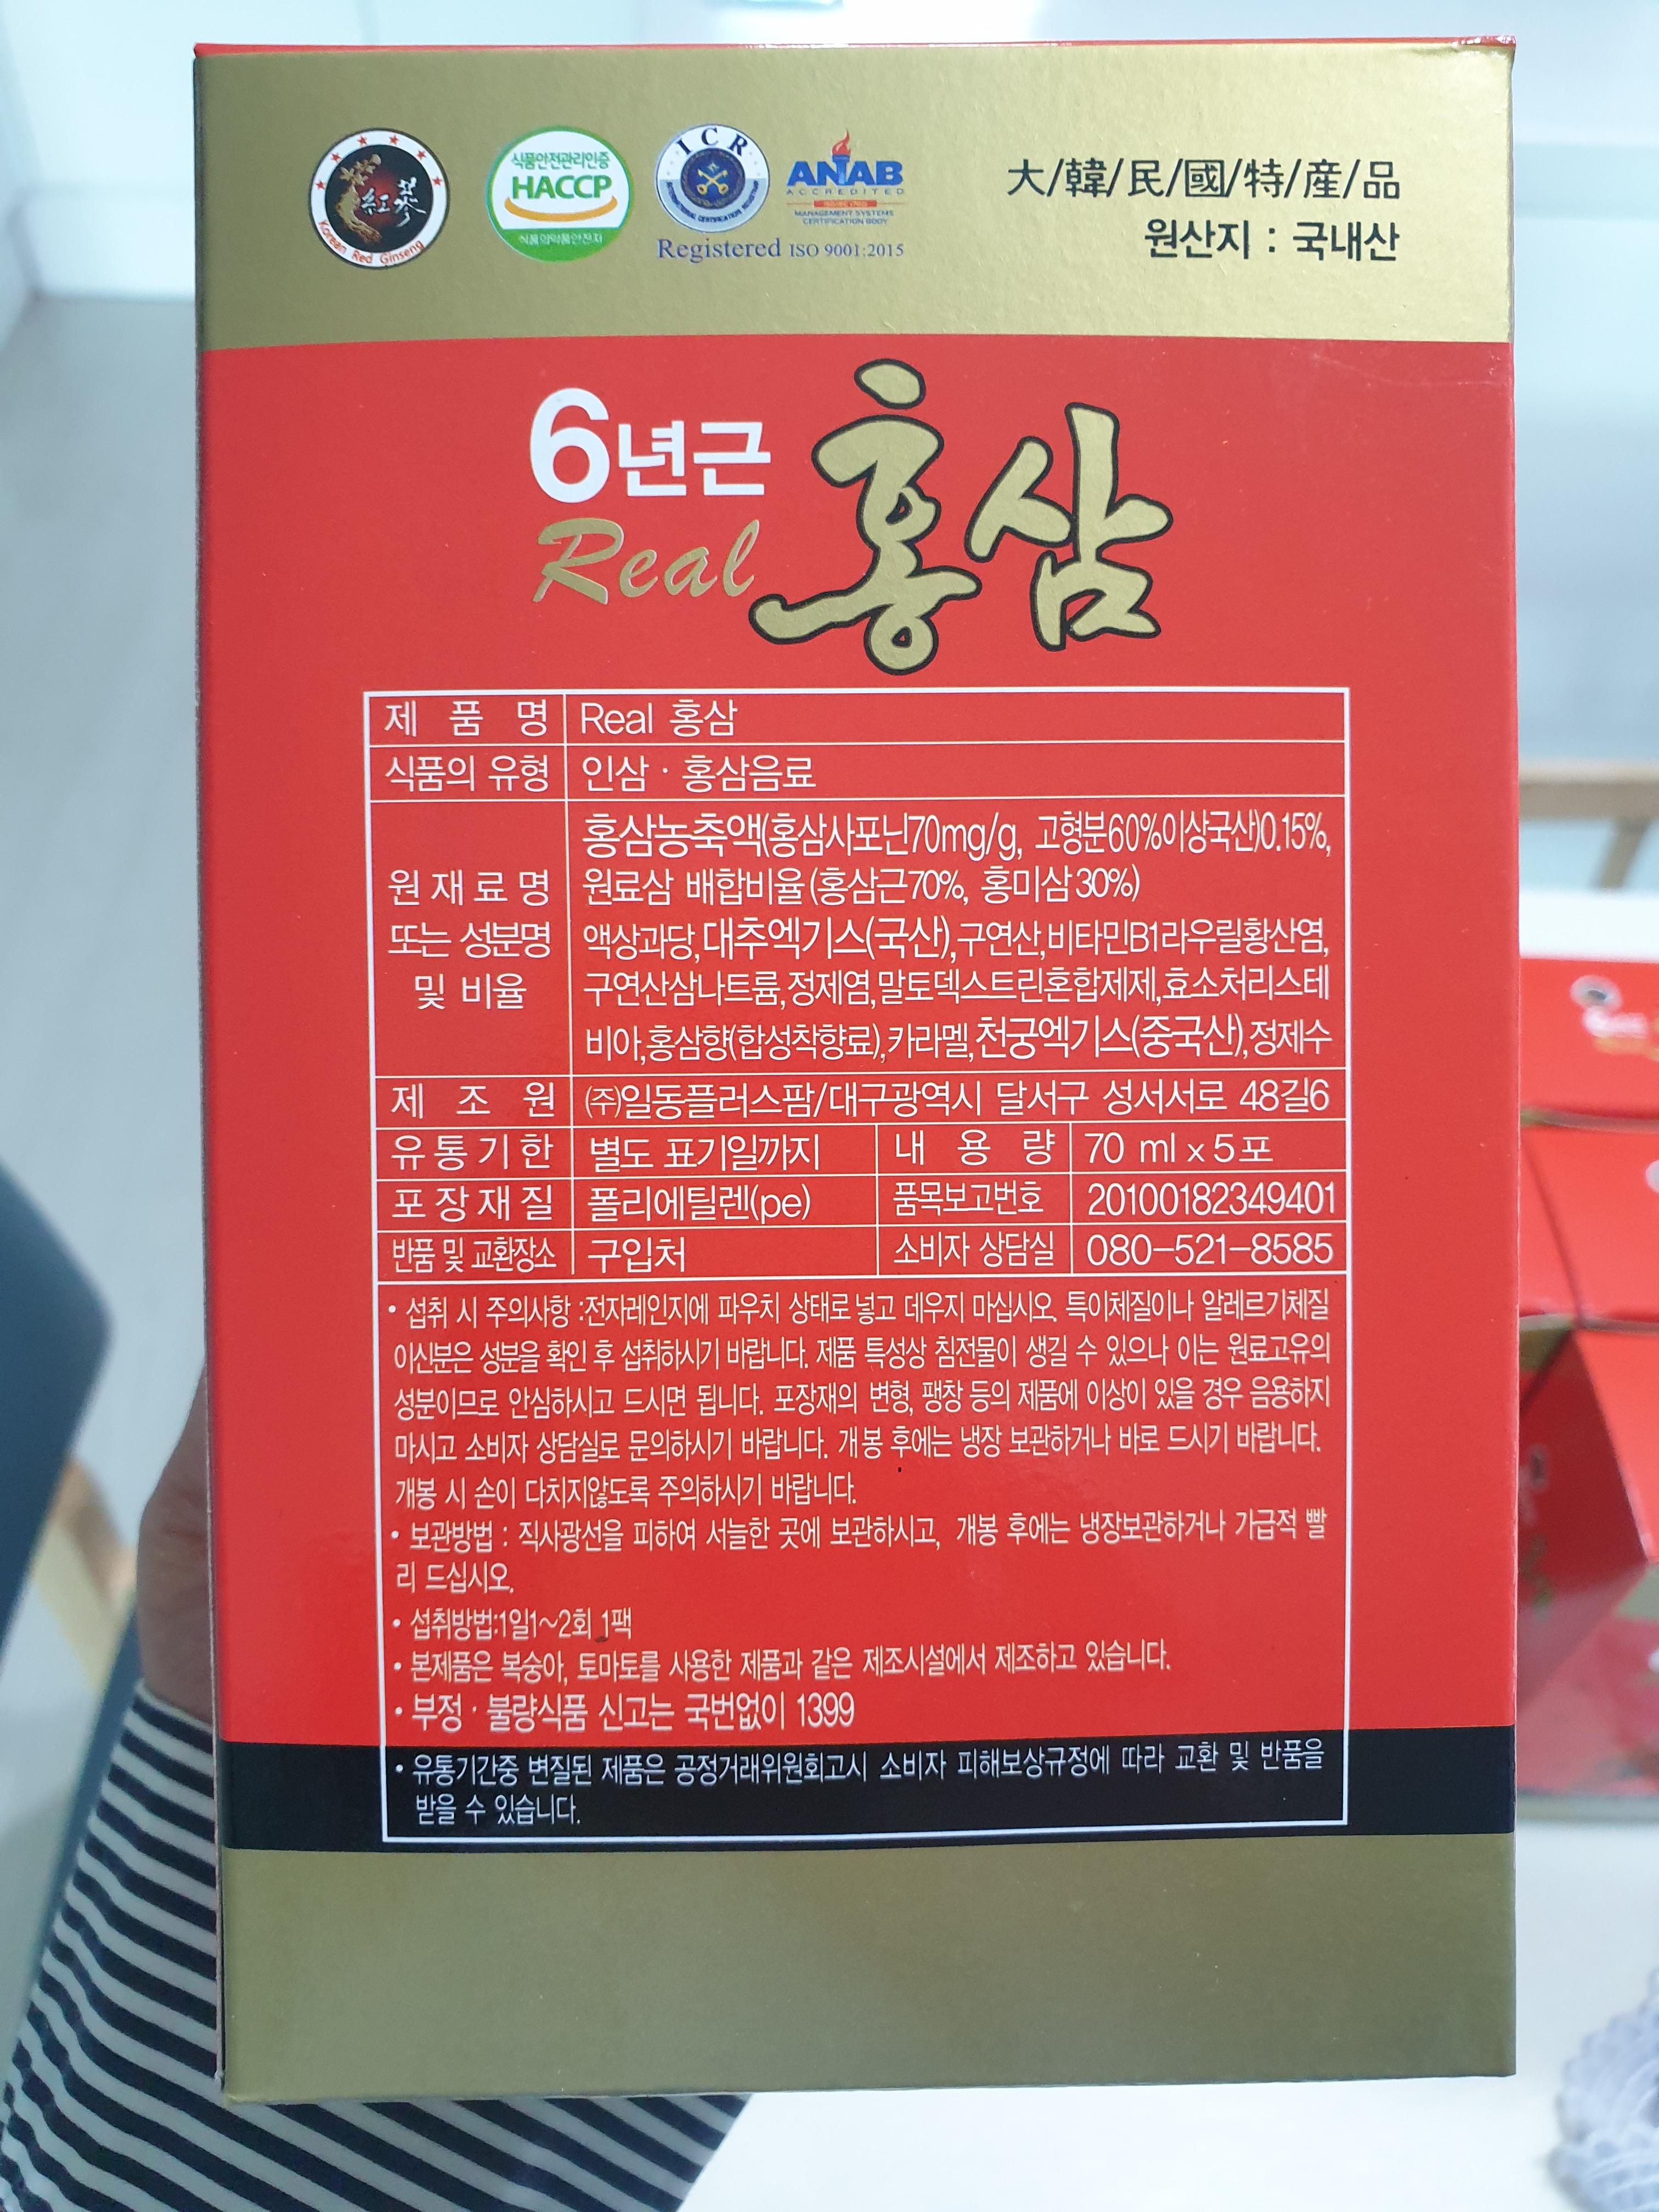 紅蔘
Korean Red Ginseng
식품안전관리인증
HACCP
식품의약품안전처
ICR
INTERNATIONAL CERTIFICATION REGISTRAR
ANAB
ACCREDITED
MANAGEMENT SYSTEMS
CERTIFICATION BODY
Registered ISO 9001:2015
大/韓/民/國/特/産/品
원산지 : 국내산
6년근
Real 홍삼
제 품 명 Real 홍삼
식품의 유형 인삼 · 홍삼음료
원 재 료 명 또는 성분명 및 비율
홍삼농축액(홍삼사포닌70mg/g, 고형분60%이상국산)0.15%,
원료삼 배합비율(홍삼근70%, 홍미삼30%)
액상과당,대추엑기스(국산),구연산,비타민B1라우릴황산염,
구연산삼나트륨,정제염,말토덱스트린혼합제제,효소처리스테
비아,홍삼향(합성착향료),카라멜,천궁엑기스(중국산),정제수
제 조 원 ㈜일동플러스팜/대구광역시 달서구 성서서로 48길6
유 통 기 한 별도 표기일까지 내 용 량 70 ml x 5포
포 장 재 질 폴리에틸렌(pe) 품목보고번호 20100182349401
반품 및 교환장소 구입처 소비자 상담실 080-521-8585
• 섭취 시 주의사항 :전자레인지에 파우치 상태로 넣고 데우지 마십시오. 특이체질이나 알레르기체질
이신분은 성분을 확인 후 섭취하시기 바랍니다. 제품 특성상 침전물이 생길 수 있으나 이는 원료고유의
성분이므로 안심하시고 드시면 됩니다. 포장재의 변형, 팽창 등의 제품에 이상이 있을 경우 음용하지
마시고 소비자 상담실로 문의하시기 바랍니다. 개봉 후에는 냉장 보관하거나 바로 드시기 바랍니다.
개봉 시 손이 다치지않도록 주의하시기 바랍니다.
• 보관방법 : 직사광선을 피하여 서늘한 곳에 보관하시고, 개봉 후에는 냉장보관하거나 가급적 빨
리 드십시오.
• 섭취방법:1일1~2회 1팩
• 본제품은 복숭아, 토마토를 사용한 제품과 같은 제조시설에서 제조하고 있습니다.
• 부정 · 불량식품 신고는 국번없이 1399
• 유통기간중 변질된 제품은 공정거래위원회고시 소비자 피해보상규정에 따라 교환 및 반품을
받을 수 있습니다.